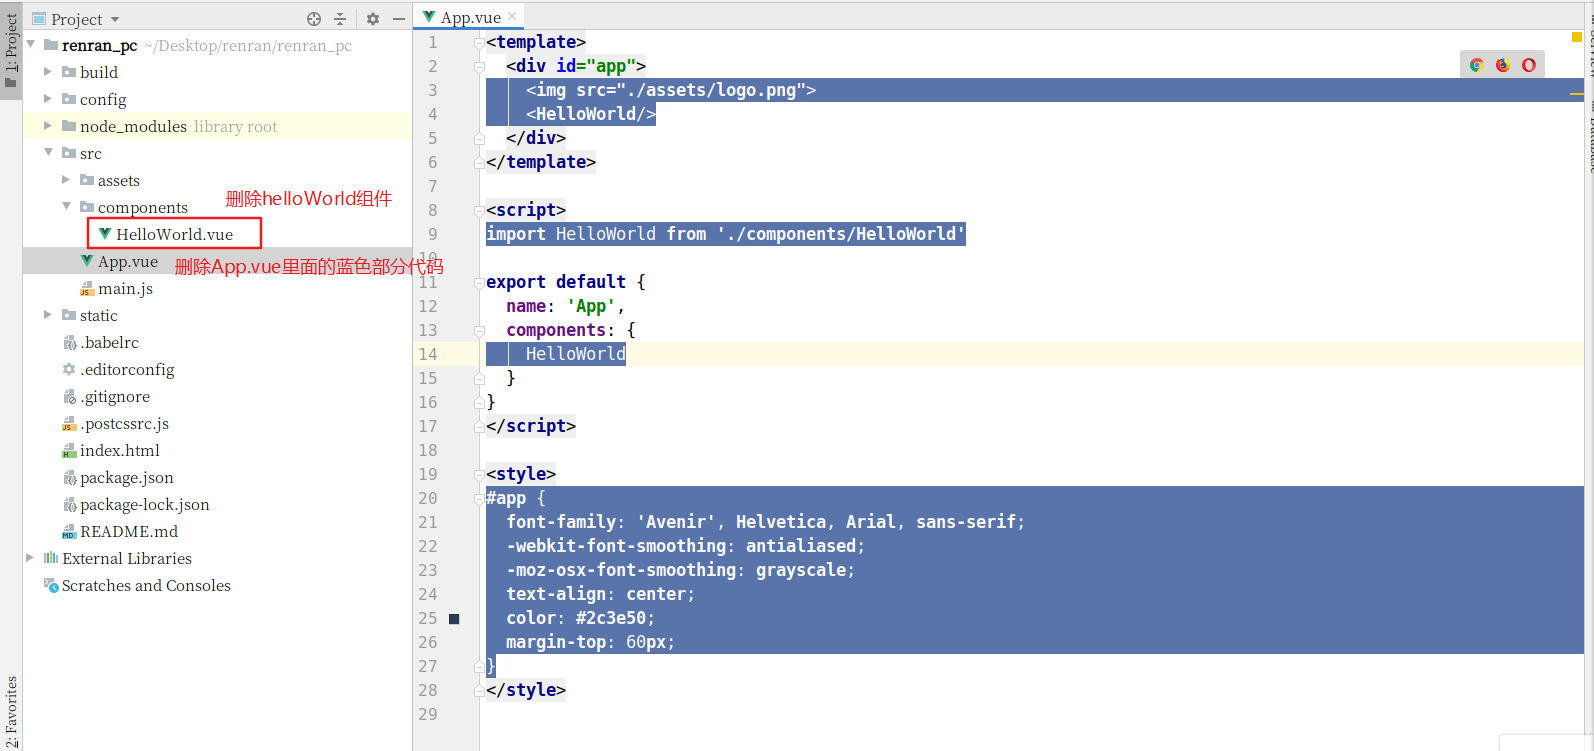 1: Project
2: Favorites
Project
App.vue
renran_pc ~/Desktop/renran/renran_pc
build
config
node_modules library root
src
assets
components
删除helloWorld组件
HelloWorld.vue
App.vue
删除App.vue里面的蓝色部分代码
main.js
static
.babelrc
.editorconfig
.gitignore
.postcssrc.js
index.html
package.json
package-lock.json
README.md
External Libraries
Scratches and Consoles
1 <template>
2 <div id="app">
3 <img src="./assets/logo.png">
4 <HelloWorld/>
5 </div>
6 </template>
7
8 <script>
9 import HelloWorld from './components/HelloWorld'
10
11 export default {
12 name: 'App',
13 components: {
14 HelloWorld
15 }
16 }
17 </script>
18
19 <style>
20 #app {
21 font-family: 'Avenir', Helvetica, Arial, sans-serif;
22 -webkit-font-smoothing: antialiased;
23 -moz-osx-font-smoothing: grayscale;
24 text-align: center;
25 color: #2c3e50;
26 margin-top: 60px;
27 }
28 </style>
29